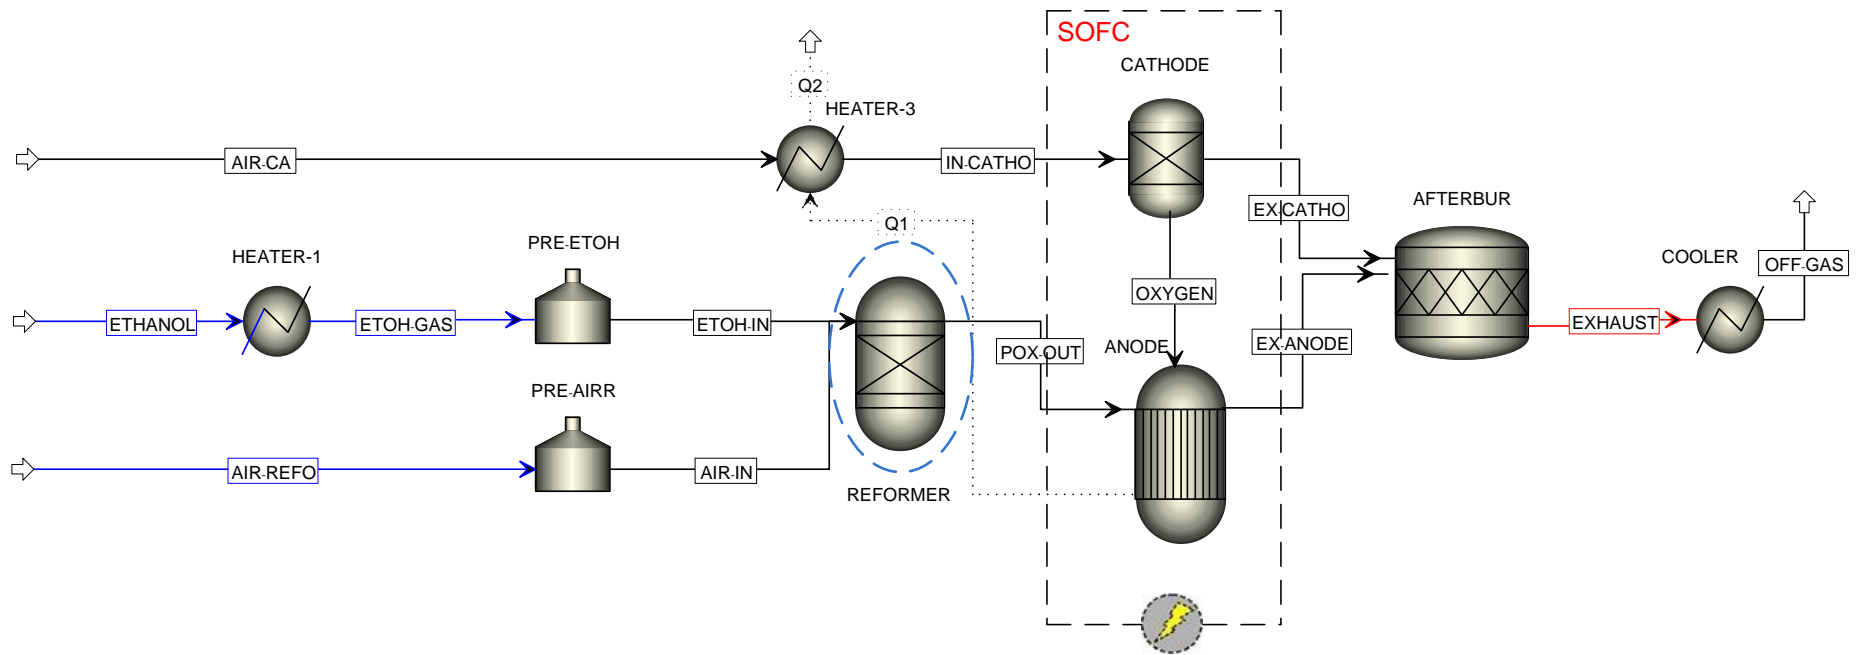 SOFC
CATHODE
Q2
HEATER-3
AIR-CA
IN-CATHO
EX-CATHO
AFTERBUR
Q1
PRE-ETOH
HEATER-1
COOLER
OFF-GAS
OXYGEN
ETHANOL
ETOH-GAS
ETOH-IN
EXHAUST
POX-OUT
ANODE
EX-ANODE
PRE-AIRR
AIR-REFO
AIR-IN
REFORMER